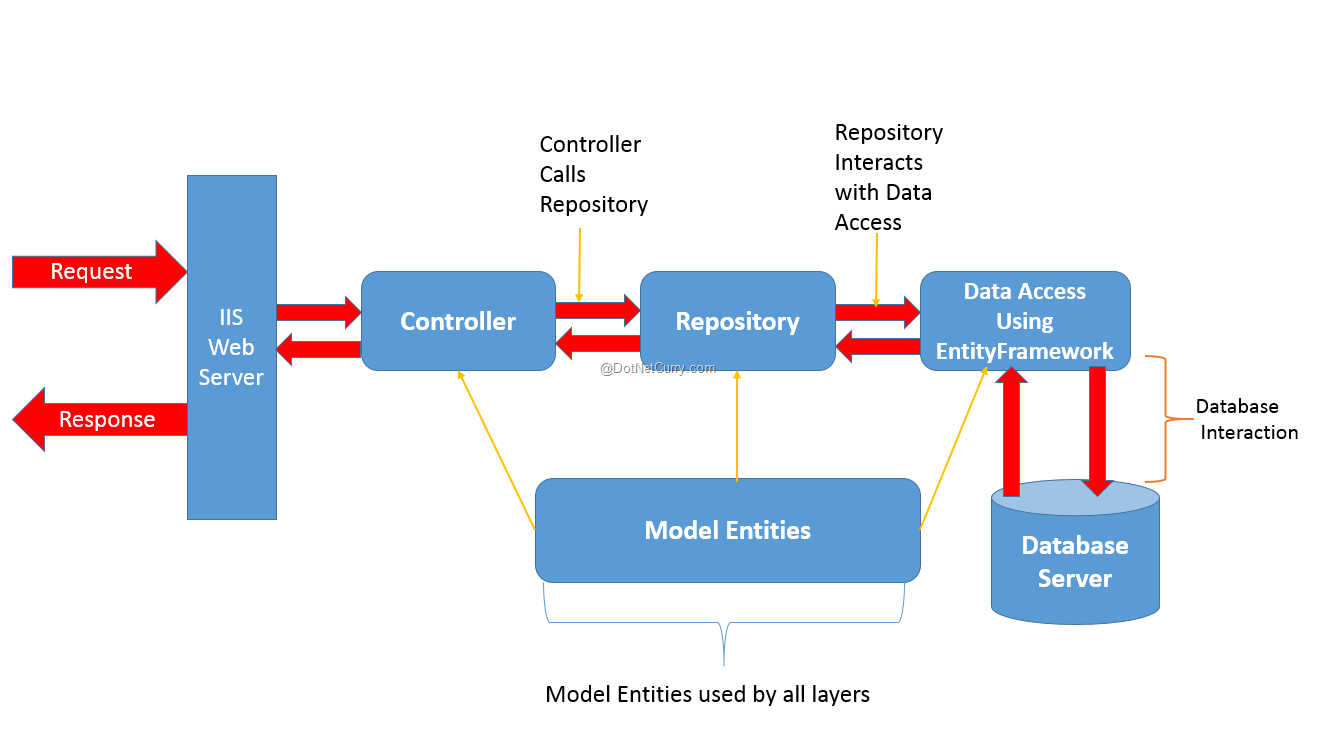 Controller
Calls
Repository
Repository
Interacts
with Data
Access
Request
Response
IIS
Web
Server
Controller
Repository
Data Access
Using
EntityFramework
@DotNetCurry.com
Database
Interaction
Model Entities
Database
Server
Model Entities used by all layers